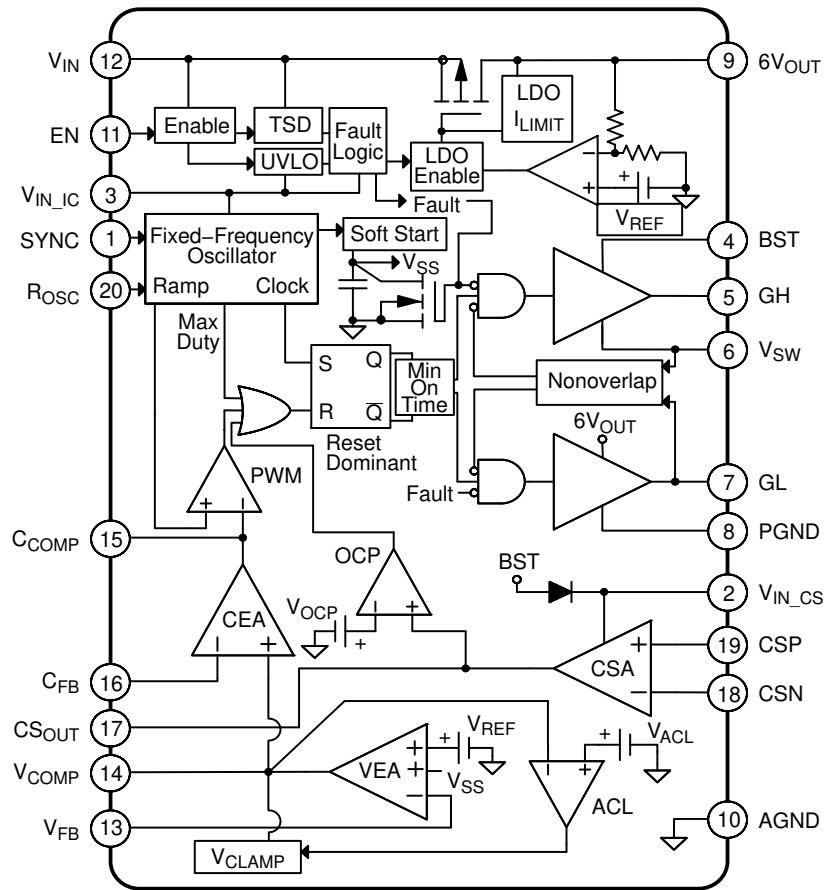 V_IN 12
9 6V_OUT
LDO
I_LIMIT
EN 11
Enable
TSD
Fault
Logic
UVLO
LDO
Enable
−
+
+
V_REF
V_IN_IC 3
Fault
SYNC 1
Fixed−Frequency
Oscillator
Ramp Clock
Soft Start
V_SS
R_OSC 20
4 BST
5 GH
6 V_SW
Max
Duty
S Q
R Q̅
Min
On
Time
Nonoverlap
Reset
Dominant
6V_OUT
PWM
+ −
Fault
7 GL
8 PGND
C_COMP 15
OCP
BST
2 V_IN_CS
CEA
− +
V_OCP
+
− +
CSA
+
−
19 CSP
18 CSN
C_FB 16
CS_OUT 17
V_COMP 14
V_FB 13
VEA
+
+
−
+
V_REF
V_SS
− +
ACL
+
V_ACL
10 AGND
V_CLAMP